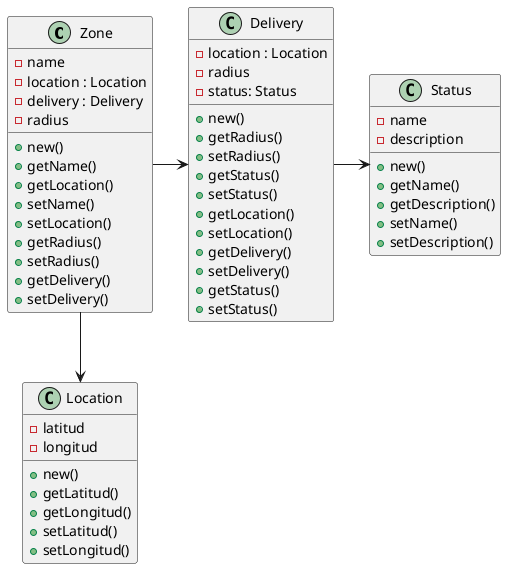 C Zone
name
location : Location
delivery : Delivery
radius
new()
getName()
getLocation()
setName()
setLocation()
getRadius()
setRadius()
getDelivery()
setDelivery()
C Delivery
location : Location
radius
status: Status
new()
getRadius()
setRadius()
getStatus()
setStatus()
getLocation()
setLocation()
getDelivery()
setDelivery()
getStatus()
setStatus()
C Status
name
description
new()
getName()
getDescription()
setName()
setDescription()
C Location
latitud
longitud
new()
getLatitud()
getLongitud()
setLatitud()
setLongitud()